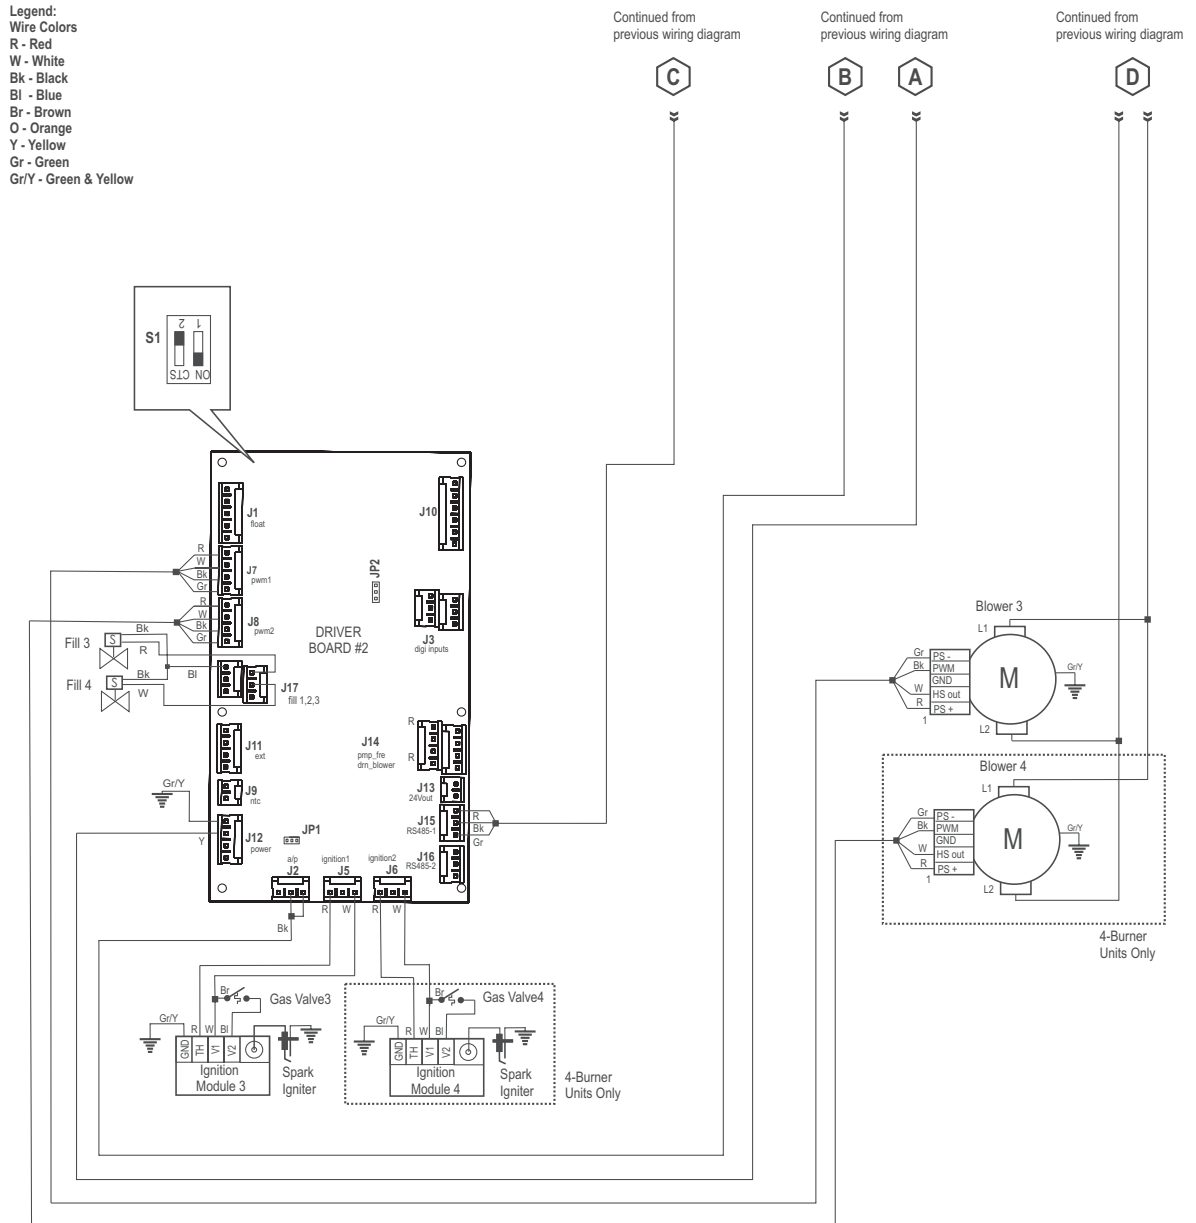 Legend:
Wire Colors
R - Red
W - White
Bk - Black
Bl - Blue
Br - Brown
O - Orange
Y - Yellow
Gr - Green
Gr/Y - Green & Yellow
Continued from
previous wiring diagram
C
Continued from
previous wiring diagram
B
A
Continued from
previous wiring diagram
D
S1
2 1
CTS ON
J1
float
J10
R
W
Bk
Gr
J7
pwm1
JP2
R
W
Bk
Gr
J8
pwm2
DRIVER
BOARD #2
J3
digi inputs
Fill 3
S
Bk
R
Fill 4
S
Bk
W
Bl
J17
fill 1,2,3
J11
ext
J14
pmp_fre
drn_blower
R
R
J9
ntc
J13
24Vout
Gr/Y
Y
J12
power
JP1
J15
RS485-1
R
Bk
Gr
J16
RS485-2
a/p
J2
ignition1
J5
ignition2
J6
Bk
R W
R W
Br
Gas Valve3
Gr/Y
R W Bl
GND
TH
V1
V2
Ignition
Module 3
Spark
Igniter
Br
Gas Valve4
Gr/Y
R W Bl
GND
TH
V1
V2
Ignition
Module 4
Spark
Igniter
4-Burner
Units Only
Blower 3
L1
Gr
Bk
W
R
1
PS -
PWM
GND
HS out
PS +
M
Gr/Y
L2
Blower 4
L1
Gr
Bk
W
R
1
PS -
PWM
GND
HS out
PS +
M
Gr/Y
L2
4-Burner
Units Only